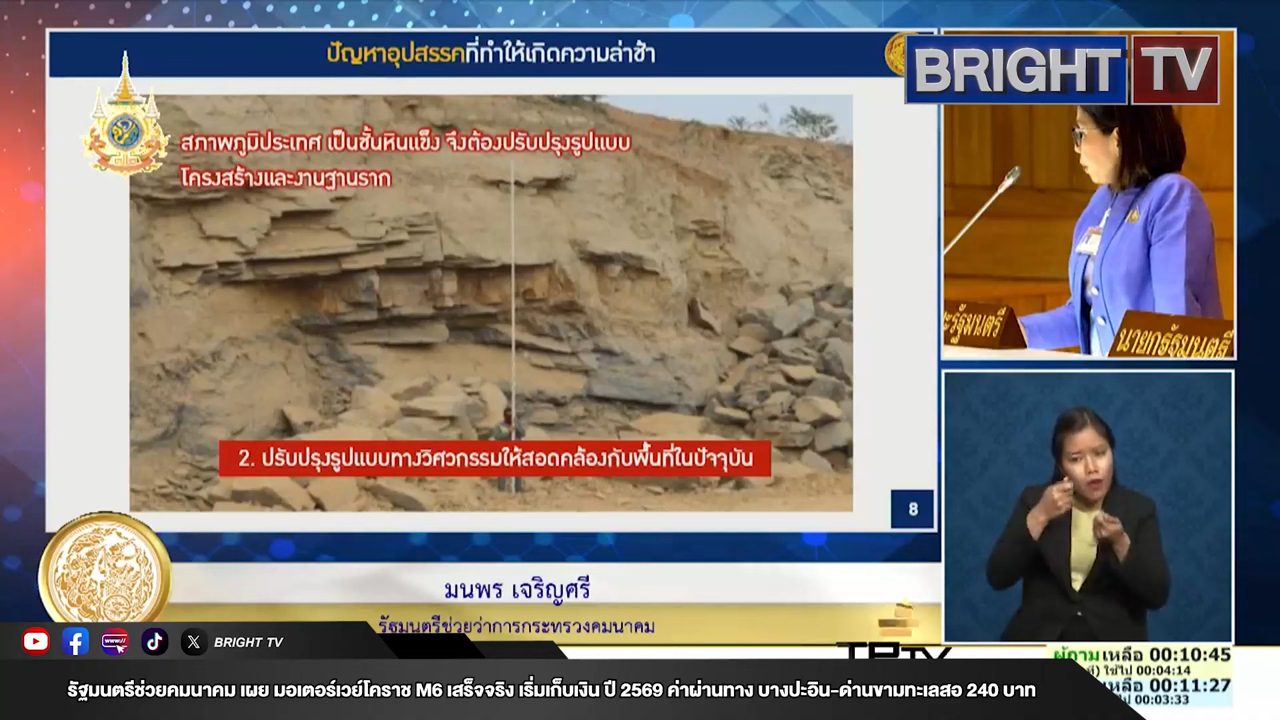 ปัญหาอุปสรรคที่ทำให้เกิดความล่าช้า
BRIGHT TV
สภาพภูมิประเทศ เป็นชั้นหินแข็ง จึงต้องปรับปรุงรูปแบบ
โครงสร้างและงานฐานราก
2. ปรับปรุงรูปแบบทางวิศวกรรมให้สอดคล้องกับพื้นที่ในปัจจุบัน
8
ะรัฐมนตรี
นายกรัฐมนตรี
มนพร เจริญศรี
รัฐมนตรีช่วยว่าการกระทรวงคมนาคม
www//
BRIGHT TV
ผู้ถาม เหลือ 00:10:45
ที่) ใช้ไป 00:04:14
เหลือ 00:11:27
ไป 00:03:33
รัฐมนตรีช่วยคมนาคม เผย มอเตอร์เวย์โคราช M6 เสร็จจริง เริ่มเก็บเงิน ปี 2569 ค่าผ่านทาง บางปะอิน-ด่านขามทะเลสอ 240 บาท